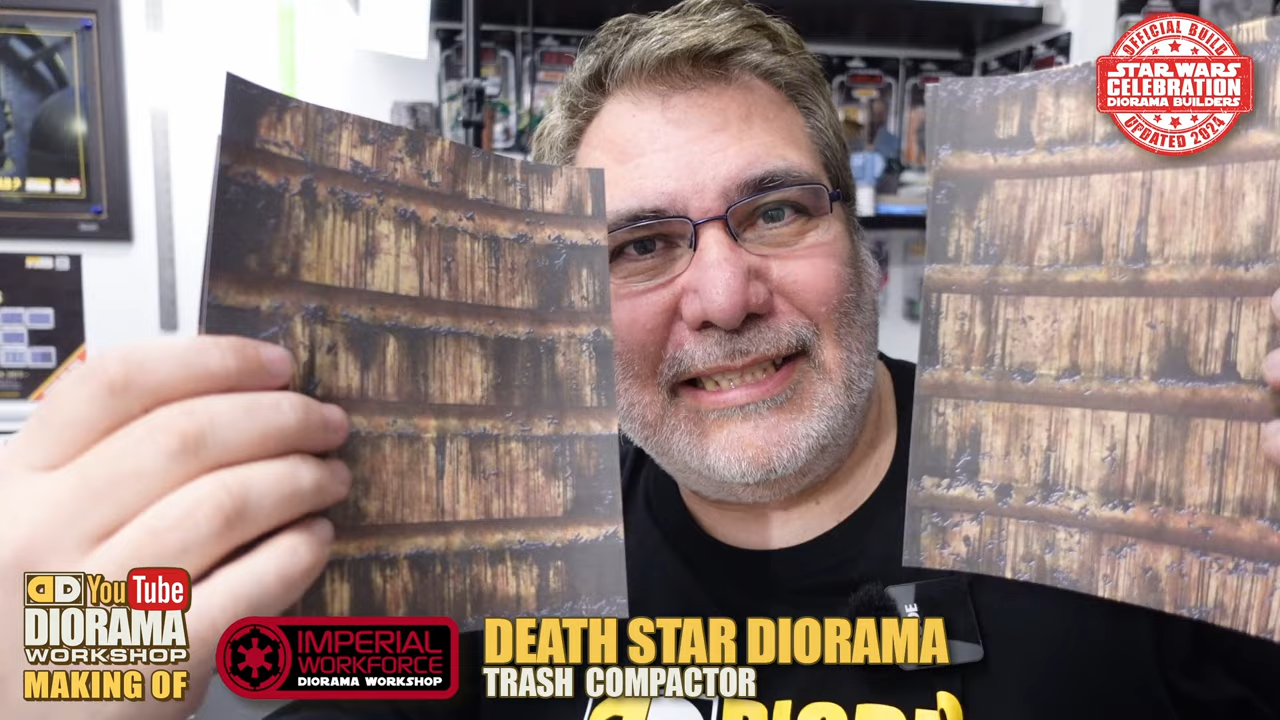 OFFICIAL BUILD
STAR WARS
CELEBRATION
DIORAMA BUILDERS
UPDATED 2024
DD YouTube
DIORAMA
WORKSHOP
MAKING OF
IMPERIAL
WORKFORCE
DIORAMA WORKSHOP
DEATH STAR DIORAMA
TRASH COMPACTOR